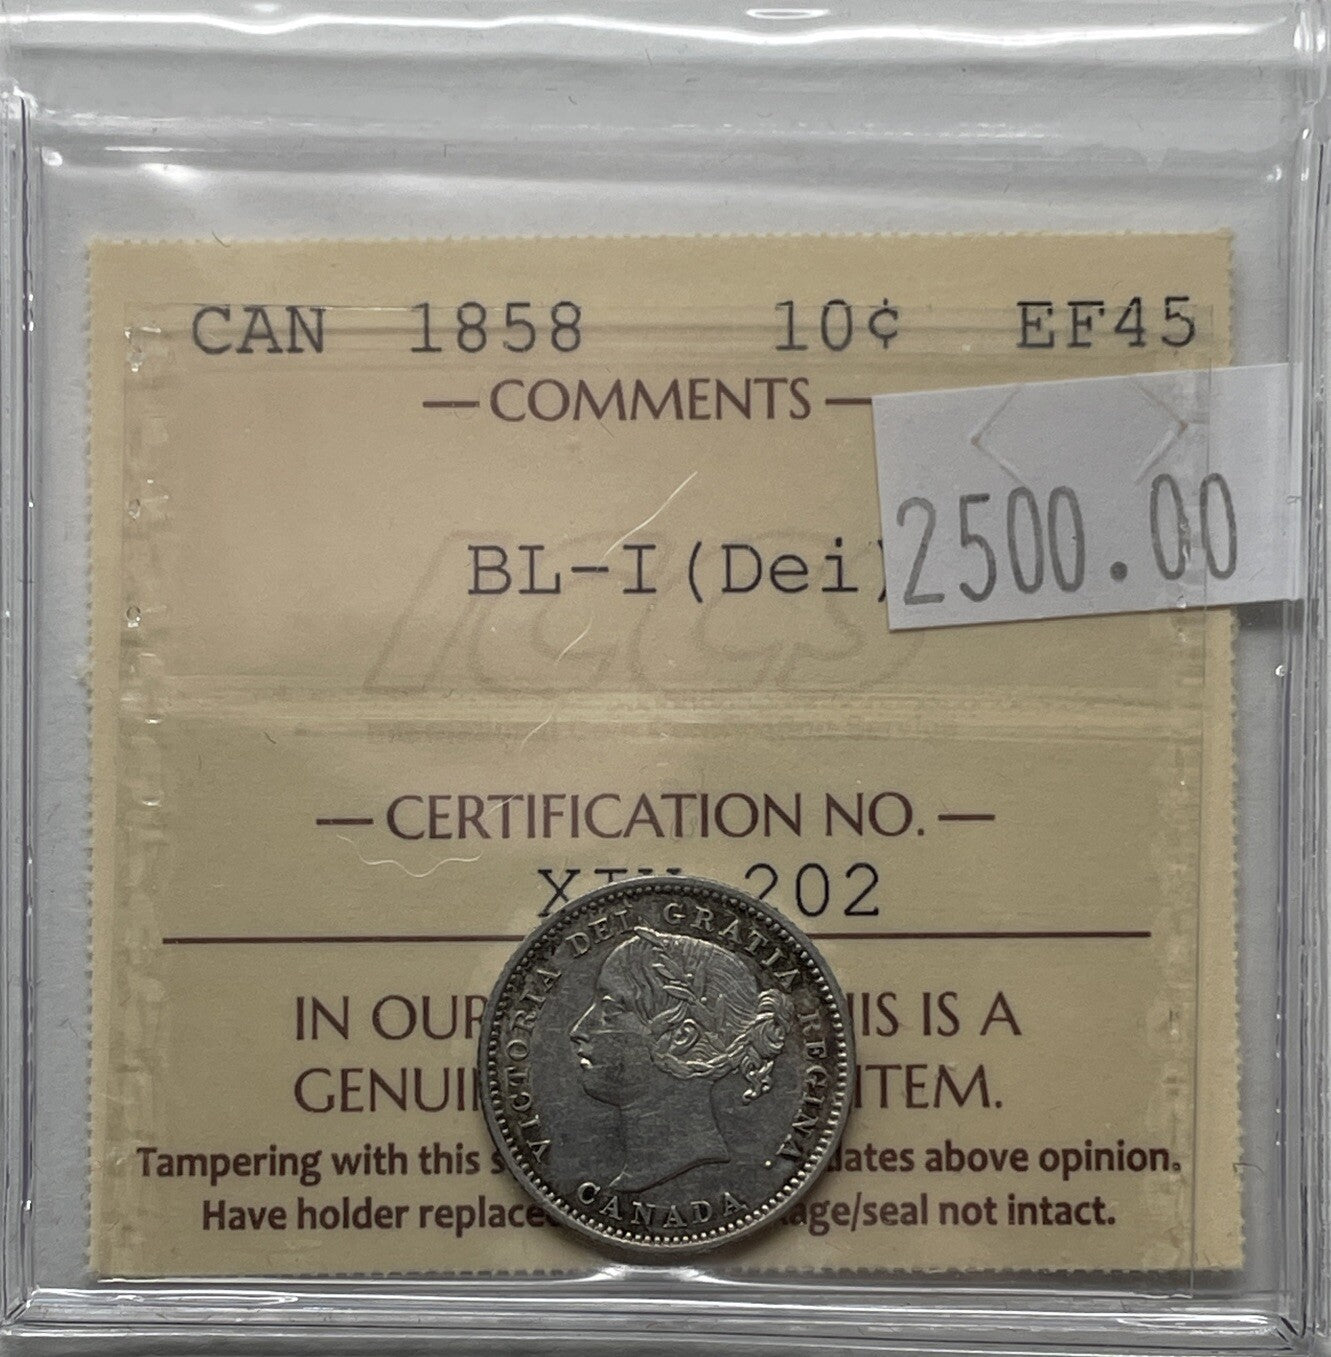 CAN 1858 10¢ EF45
— COMMENTS —
BL-I(Dei)
2500.00
ICCS
— CERTIFICATION NO. —
202
IN OUR IS IS A
GENUI ITEM.
Tampering with this s dates above opinion.
Have holder replaced age/seal not intact.
VICTORIA DEI GRATIA REGINA.
CANADA